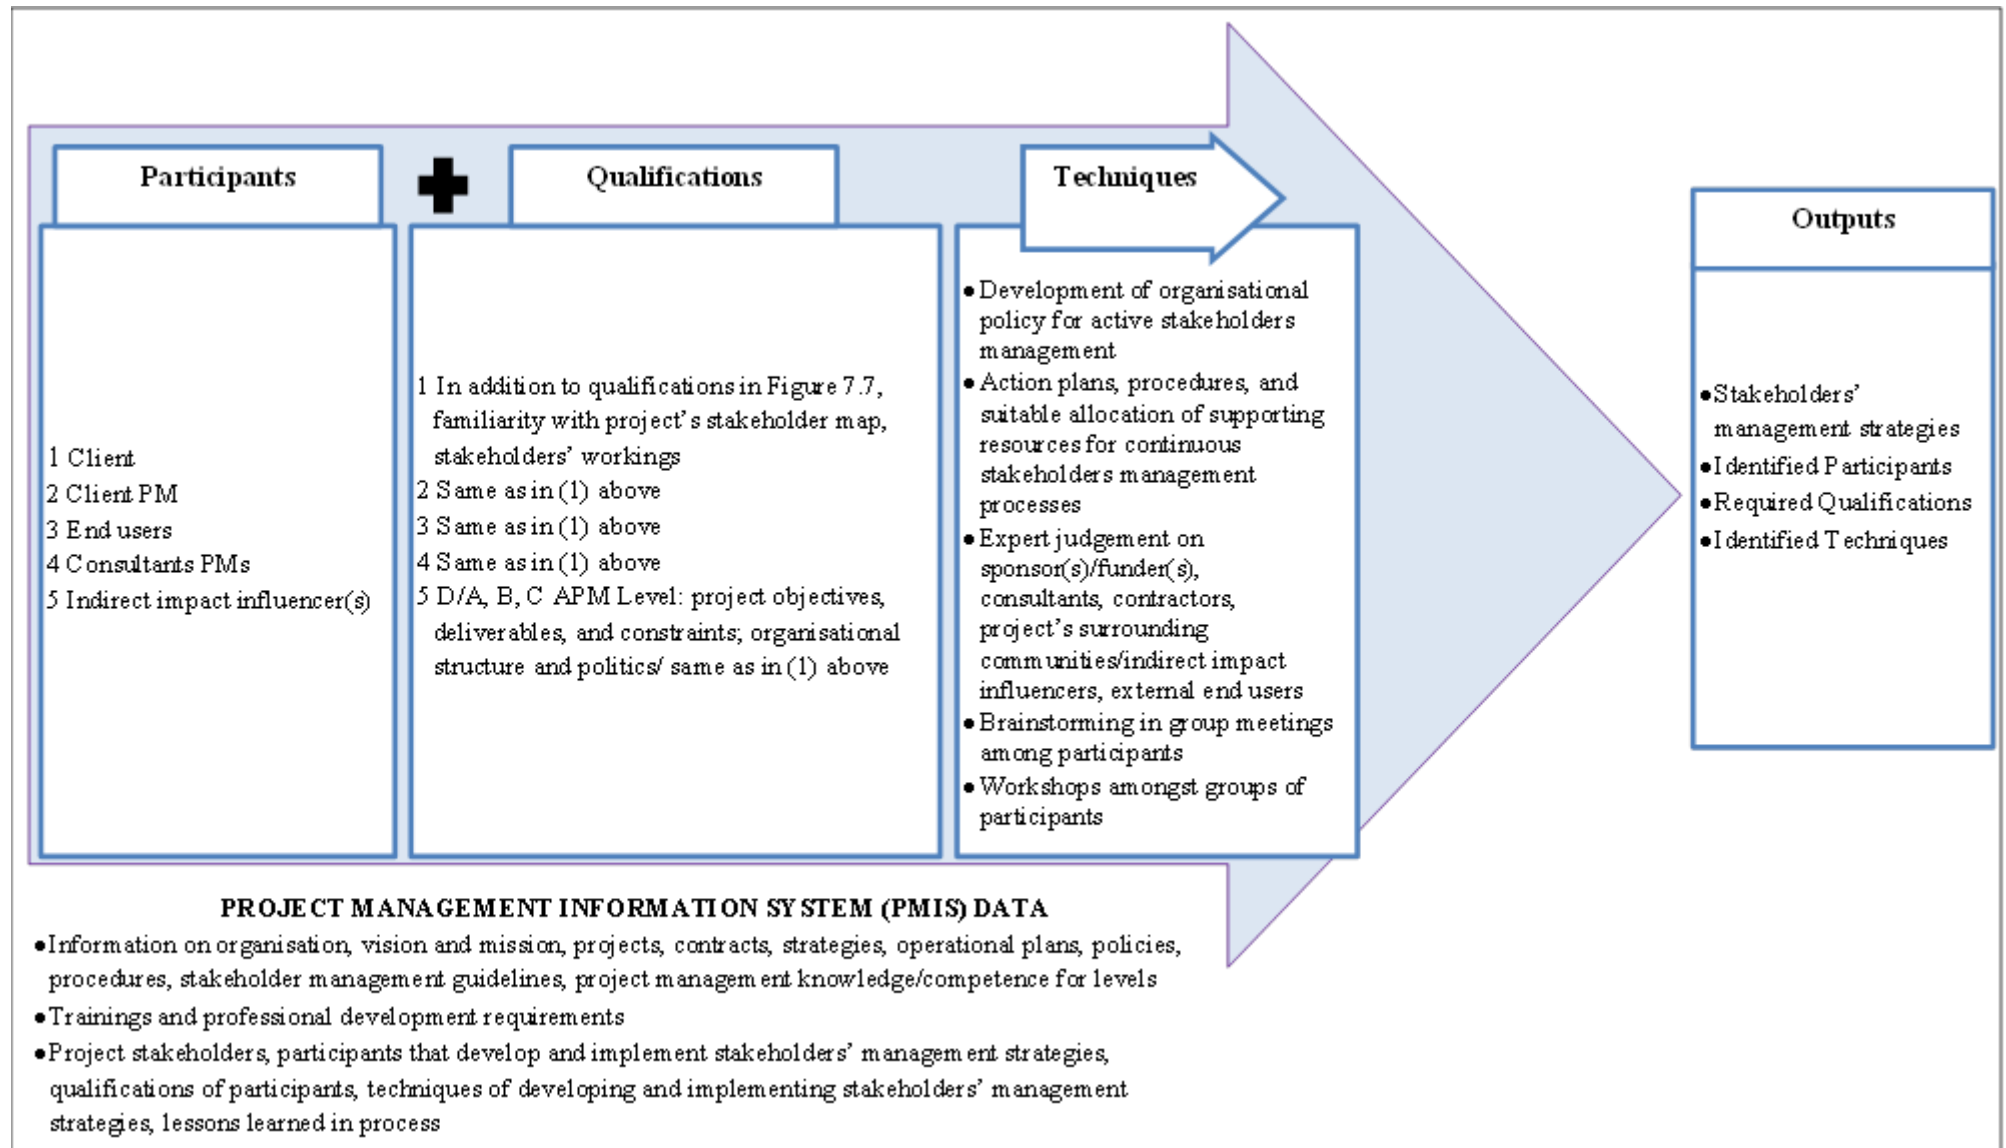 Participants
Qualifications
Techniques
Outputs
1 Client
2 Client PM
3 End users
4 Consultants PMs
5 Indirect impact influencer(s)
1 In addition to qualifications in Figure 7.7,
familiarity with project's stakeholder map,
stakeholders' workings
2 Same as in (1) above
3 Same as in (1) above
4 Same as in (1) above
5 D/A, B, C APM Level: project objectives,
deliverables, and constraints; organisational
structure and politics/ same as in (1) above
●Development of organisational
policy for active stakeholders
management
●Action plans, procedures, and
suitable allocation of supporting
resources for continuous
stakeholders management
processes
●Expert judgement on
sponsor(s)/funder(s),
consultants, contractors,
project's surrounding
communities/indirect impact
influencers, external end users
●Brainstorming in group meetings
among participants
●Workshops amongst groups of
participants
●Stakeholders'
management strategies
●Identified Participants
●Required Qualifications
●Identified Techniques
PROJECT MANAGEMENT INFORMATION SYSTEM (PMIS) DATA
●Information on organisation, vision and mission, projects, contracts, strategies, operational plans, policies,
procedures, stakeholder management guidelines, project management knowledge/competence for levels
●Trainings and professional development requirements
●Project stakeholders, participants that develop and implement stakeholders' management strategies,
qualifications of participants, techniques of developing and implementing stakeholders' management
strategies, lessons learned in process